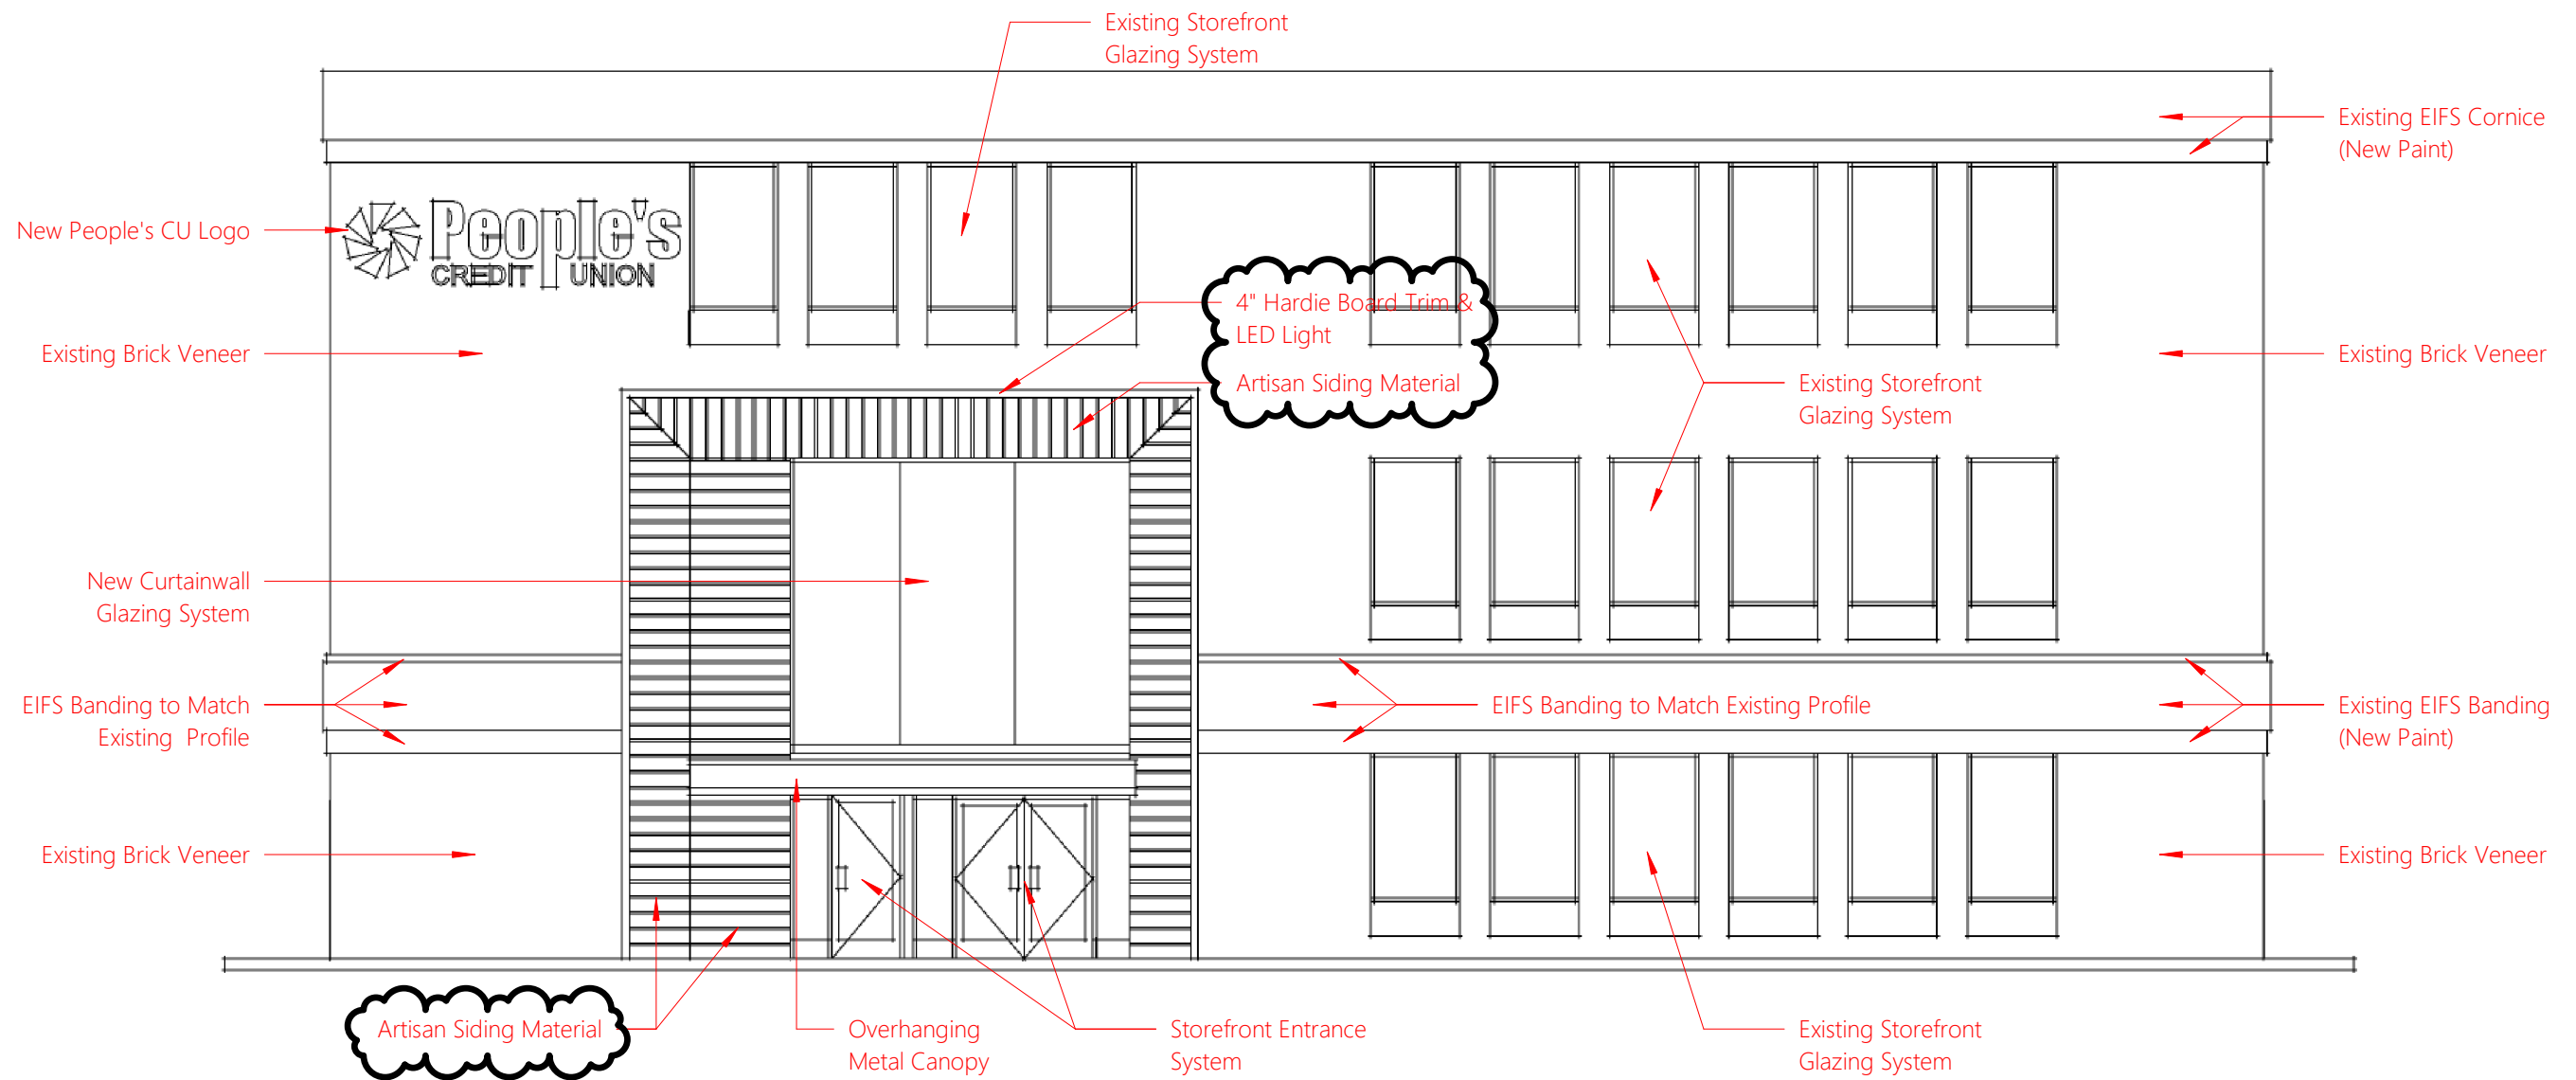 Existing Storefront
Glazing System
Existing EIFS Cornice
(New Paint)
New People's CU Logo
People's
CREDIT UNION
4" Hardie Board Trim &
LED Light
Existing Brick Veneer
Existing Brick Veneer
Artisan Siding Material
Existing Storefront
Glazing System
New Curtainwall
Glazing System
EIFS Banding to Match
Existing  Profile
EIFS Banding to Match Existing Profile
Existing EIFS Banding
(New Paint)
Existing Brick Veneer
Existing Brick Veneer
Artisan Siding Material
Overhanging
Metal Canopy
Storefront Entrance
System
Existing Storefront
Glazing System